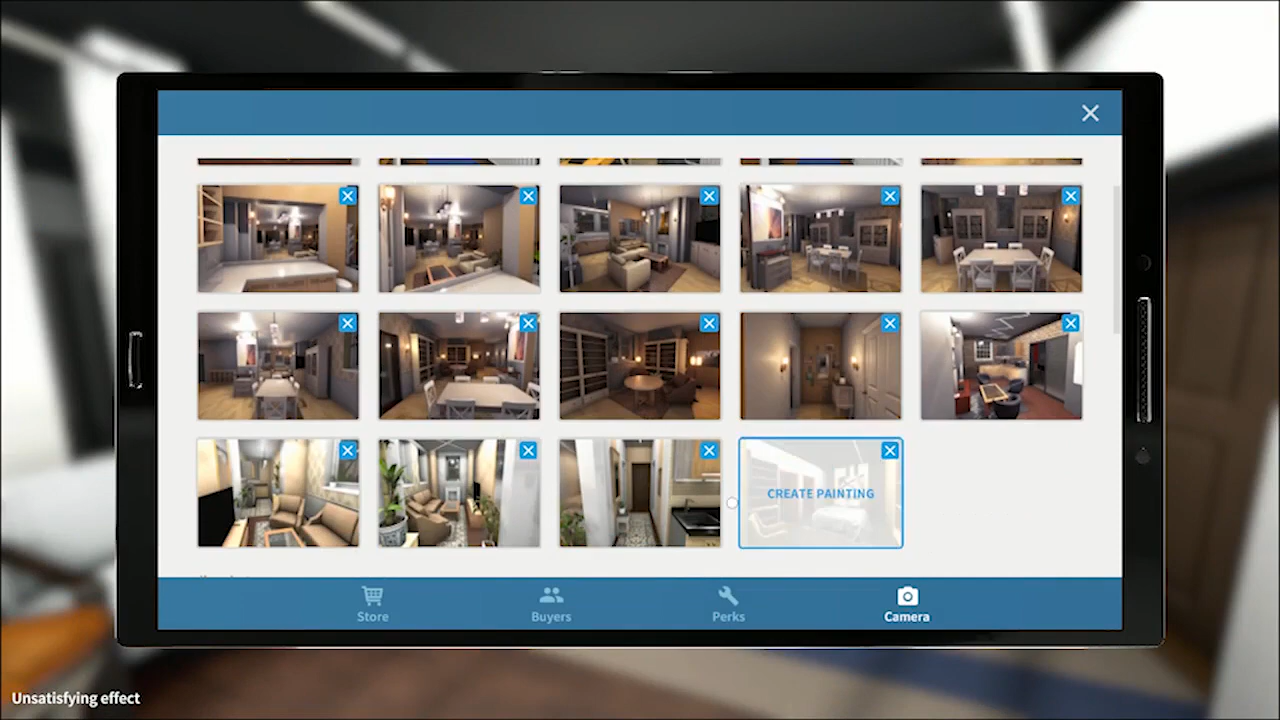 CREATE PAINTING
Store
Buyers
Perks
Camera
Unsatisfying effect